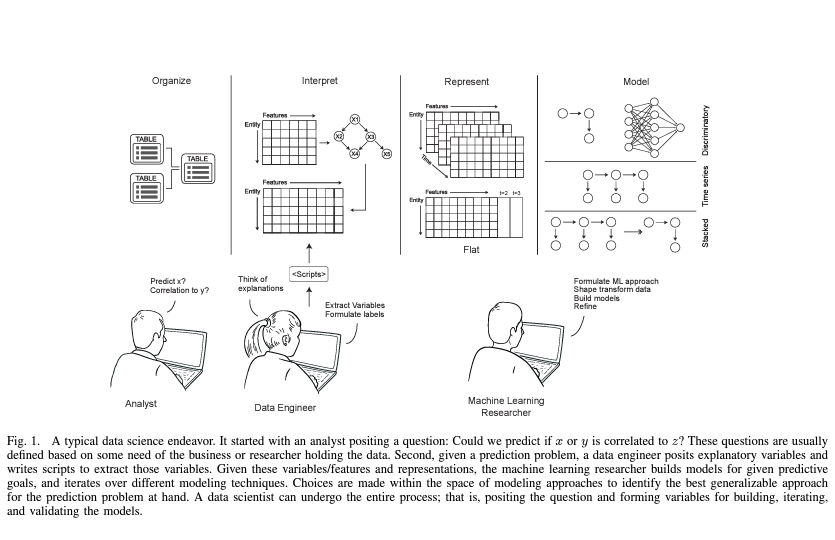 Organize
Interpret
Represent
Model
TABLE
TABLE
TABLE
Features
Entity
X1
X2
X3
X4
X5
Features
Entity
<Scripts>
Features
Entity
Time
Features
t=2 t=3
Entity
Flat
Discriminatory
Time series
Stacked
Predict x?
Correlation to y?
Analyst
Think of
explanations
Extract Variables
Formulate labels
Data Engineer
Formulate ML approach
Shape transform data
Build models
Refine
Machine Learning
Researcher
Fig. 1. A typical data science endeavor. It started with an analyst positing a question: Could we predict if x or y is correlated to z? These questions are usually
defined based on some need of the business or researcher holding the data. Second, given a prediction problem, a data engineer posits explanatory variables and
writes scripts to extract those variables. Given these variables/features and representations, the machine learning researcher builds models for given predictive
goals, and iterates over different modeling techniques. Choices are made within the space of modeling approaches to identify the best generalizable approach
for the prediction problem at hand. A data scientist can undergo the entire process; that is, positing the question and forming variables for building, iterating,
and validating the models.